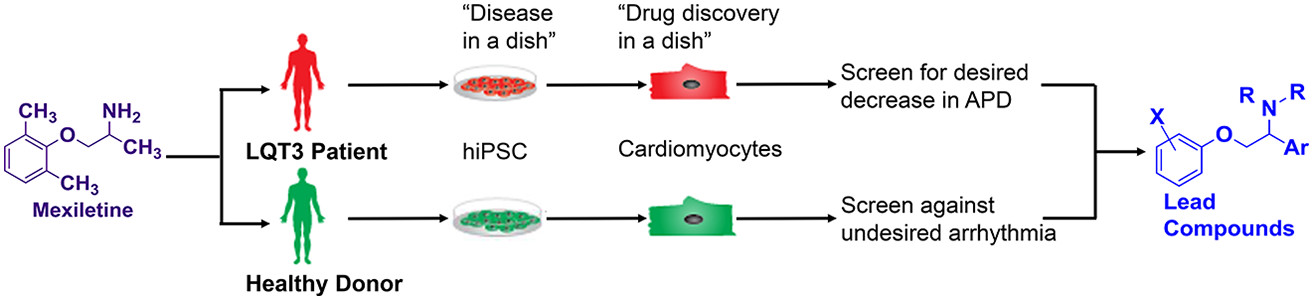 CH₃
NH₂
O
CH₃
CH₃
Mexiletine
LQT3 Patient
Healthy Donor
“Disease
in a dish”
hiPSC
“Drug discovery
in a dish”
Cardiomyocytes
Screen for desired
decrease in APD
Screen against
undesired arrhythmia
R
R
N
X
O
Ar
Lead
Compounds